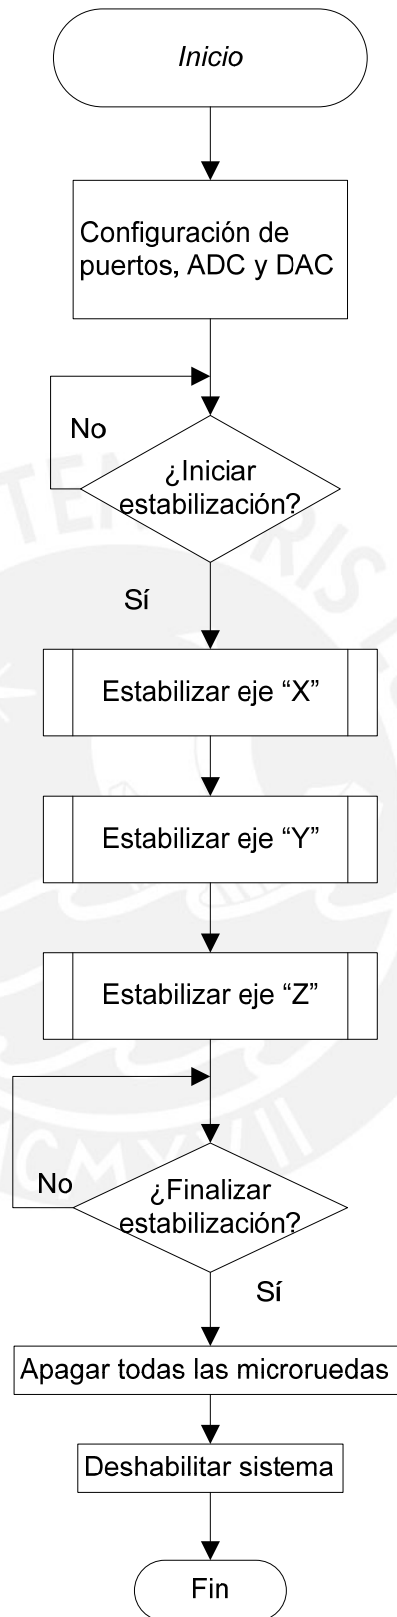 Inicio
Configuración de
puertos, ADC y DAC
No
¿Iniciar
estabilización?
Sí
Estabilizar eje “X”
Estabilizar eje “Y”
Estabilizar eje “Z”
No
¿Finalizar
estabilización?
Sí
Apagar todas las microruedas
Deshabilitar sistema
Fin